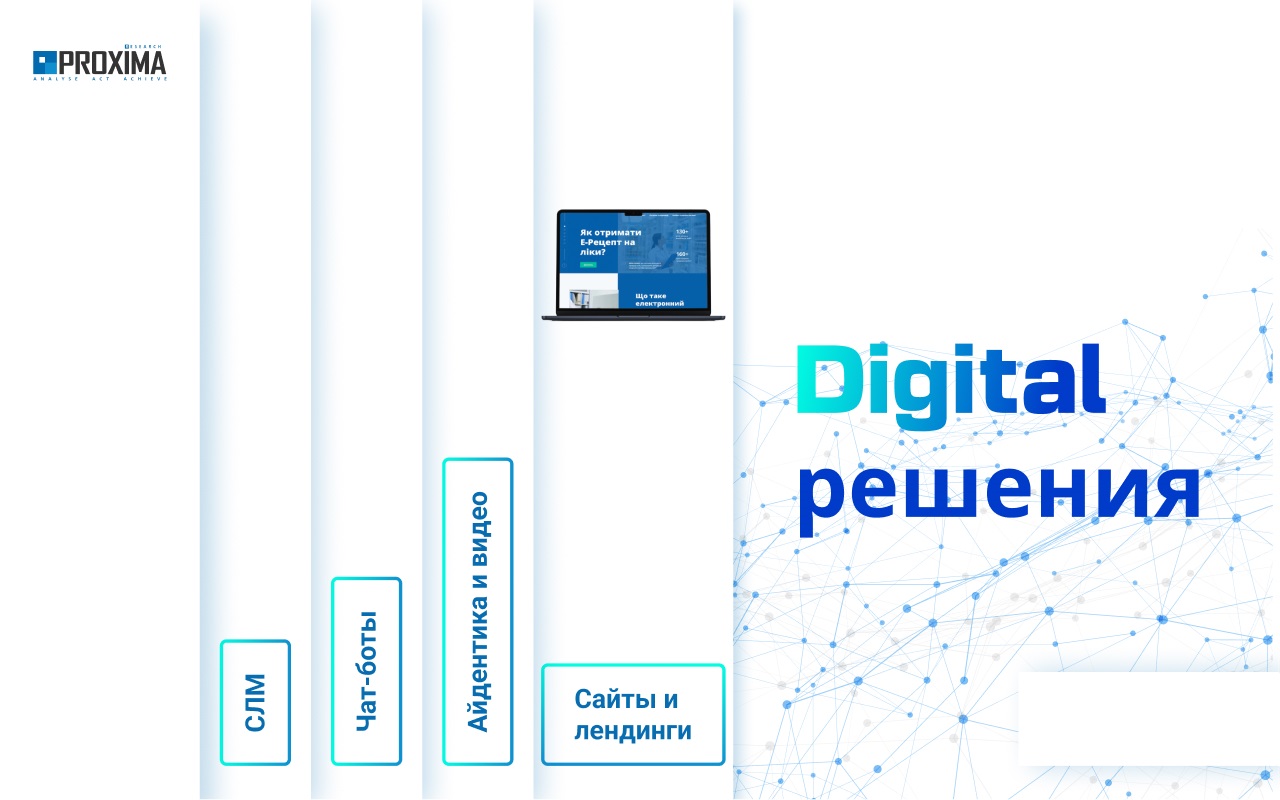 RESEARCH
PROXIMA
ANALYSE ACT ACHIEVE
СЛМ
Чат-боты
Айдентика и видео
Як отримати
Е-Рецепт на
ліки?
130+
160+
Що таке
електронний
Сайты и
лендинги
Digital
решения